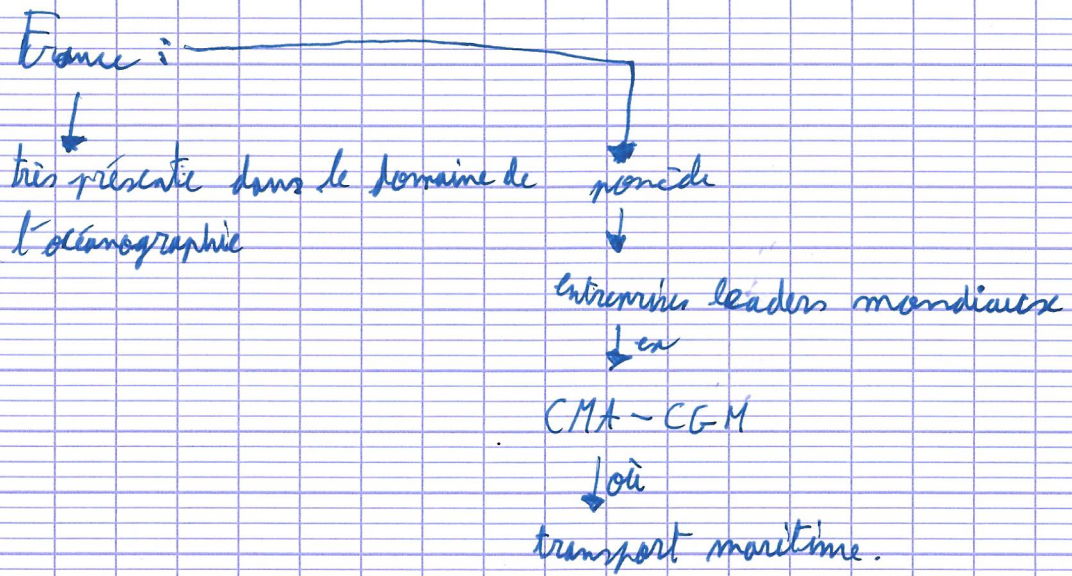 France :
très présente dans le domaine de
l'océanographie
possède
entreprises leaders mondiaux
ex
CMA - CGM
où
transport maritime.